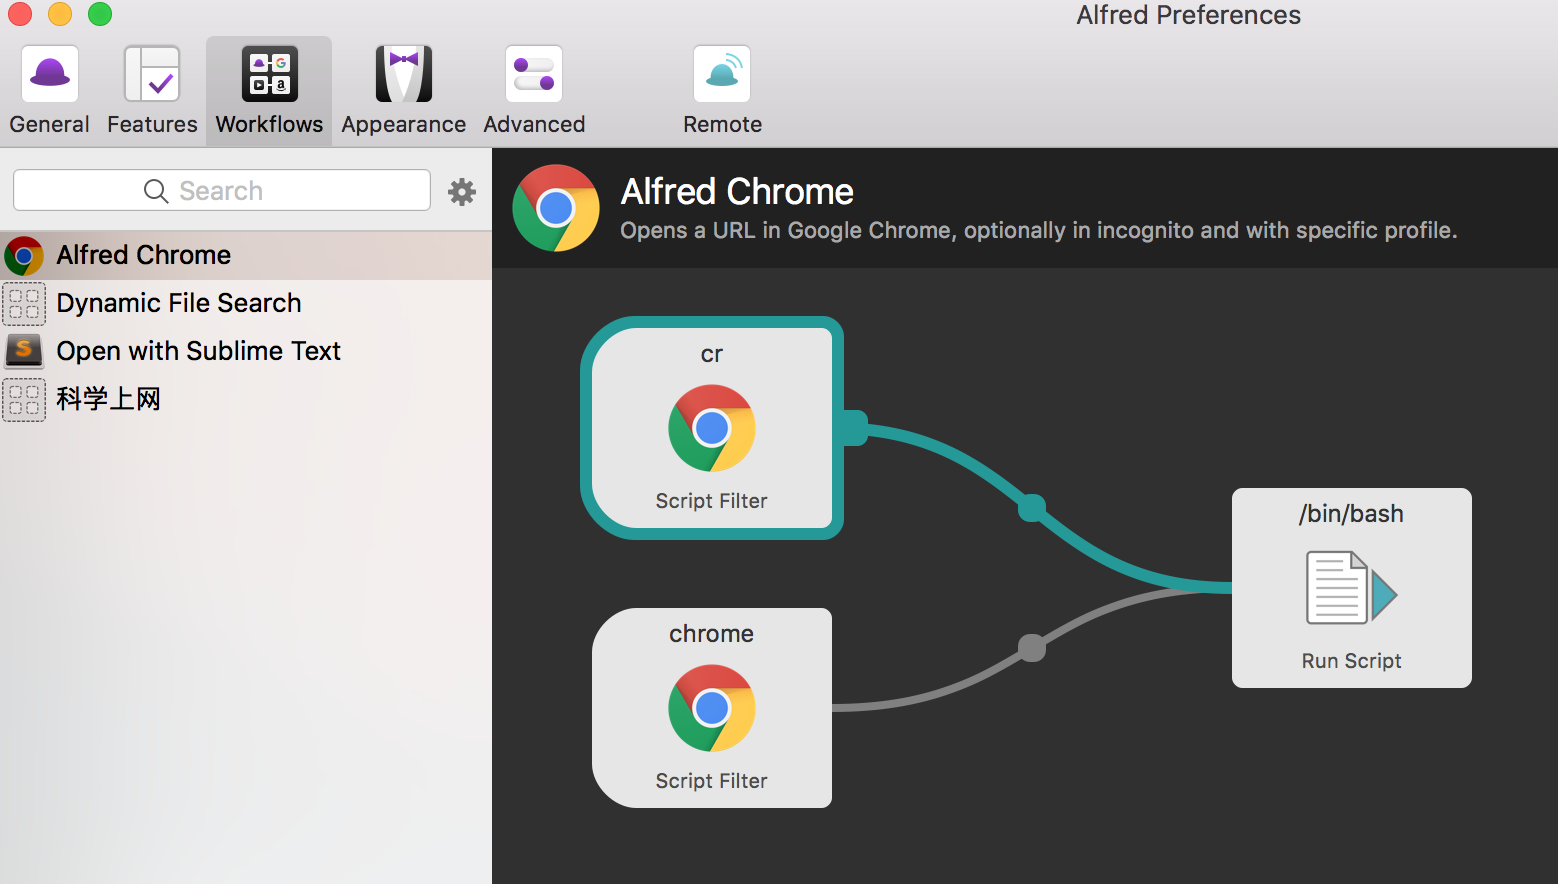 Alfred Preferences
General
Features
Workflows
Appearance
Advanced
Remote
Search
Alfred Chrome
Dynamic File Search
Open with Sublime Text
科学上网
Alfred Chrome
Opens a URL in Google Chrome, optionally in incognito and with specific profile.
cr
Script Filter
chrome
Script Filter
/bin/bash
Run Script